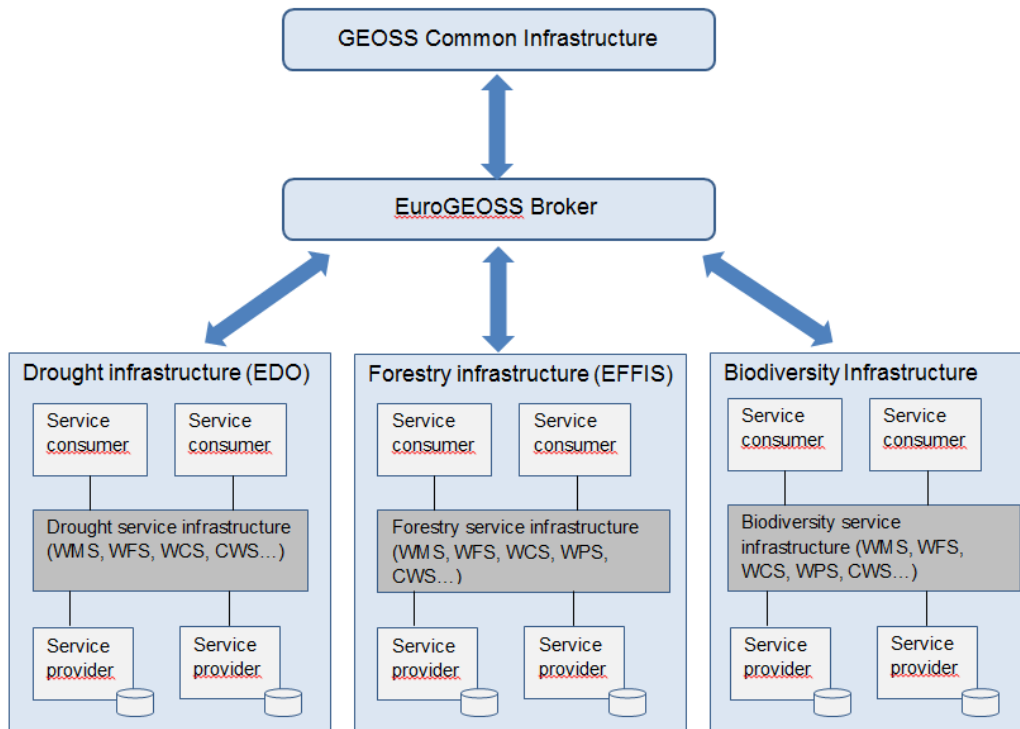 GEOSS Common Infrastructure
EuroGEOSS Broker
Drought infrastructure (EDO)
Service
consumer
Service
consumer
Drought service infrastructure
(WMS, WFS, WCS, CWS…)
Service
provider
Service
provider
Forestry infrastructure (EFFIS)
Service
consumer
Service
consumer
Forestry service infrastructure
(WMS, WFS, WCS, WPS,
CWS…)
Service
provider
Service
provider
Biodiversity Infrastructure
Service
consumer
Service
consumer
Biodiversity service
infrastructure (WMS, WFS,
WCS, WPS, CWS…)
Service
provider
Service
provider